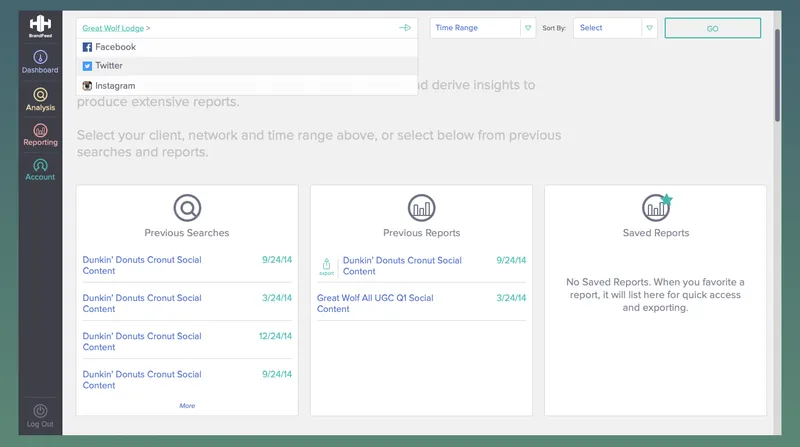 BrandFeed
Dashboard
Analysis
Reporting
Account
Log Out
Great Wolf Lodge >
Facebook
Twitter
Instagram
Time Range
Sort By:
Select
GO
nd derive insights to
produce extensive reports.
Select your client, network and time range above, or select below from previous
searches and reports.
Previous Searches
Dunkin' Donuts Cronut Social
Content
9/24/14
Dunkin' Donuts Cronut Social
Content
3/24/14
Dunkin' Donuts Cronut Social
Content
12/24/14
Dunkin' Donuts Cronut Social
Content
9/24/14
More
Previous Reports
EXPORT
Dunkin' Donuts Cronut Social
Content
9/24/14
Great Wolf All UGC Q1 Social
Content
3/24/14
Saved Reports
No Saved Reports. When you favorite a
report, it will list here for quick access
and exporting.